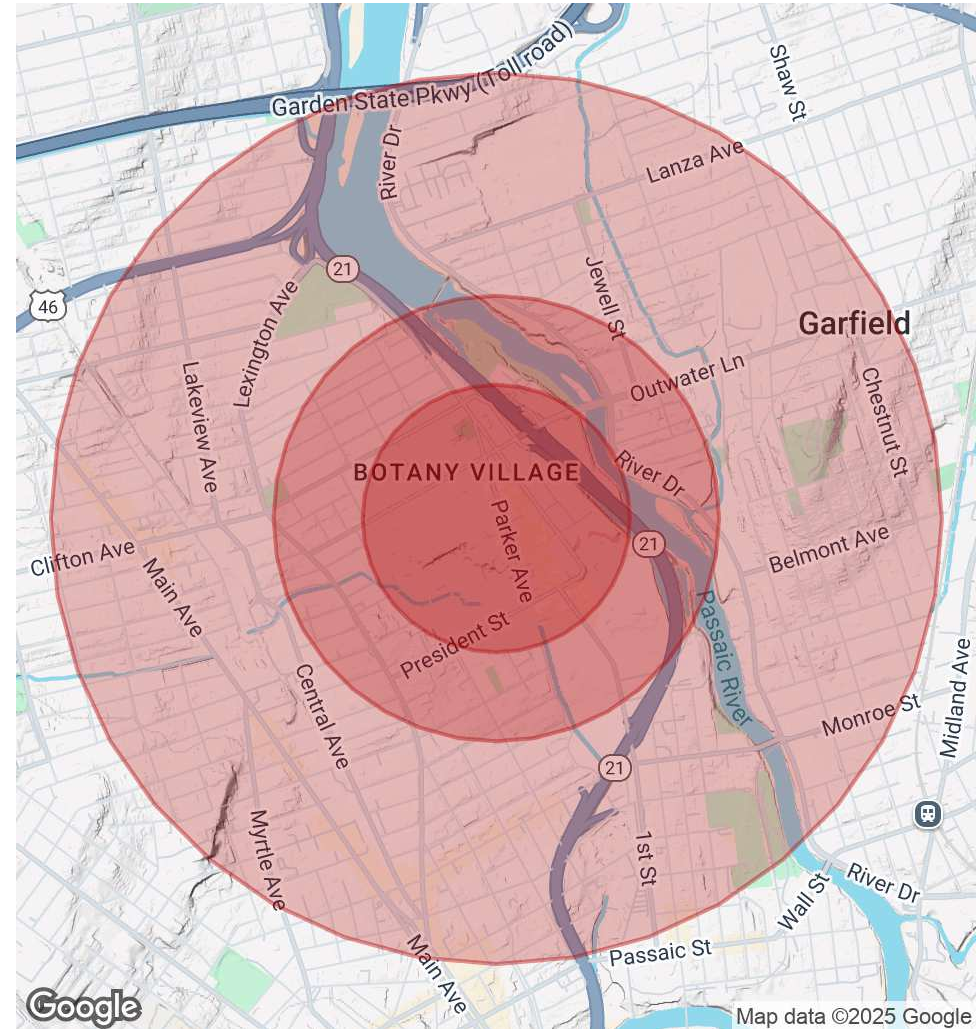 Shaw St
Garden State Pkwy (Toll road)
River Dr
Lanza Ave
21
Jewell St
46
Lexington Ave
Garfield
Lakeview Ave
Outwater Ln
Chestnut St
BOTANY VILLAGE
River Dr
Parker Ave
21
Clifton Ave
Belmont Ave
Main Ave
President St
Passaic River
Central Ave
Midland Ave
Monroe St
21
Myrtle Ave
1st St
River Dr
Wall St
Main Ave
Passaic St
Google
Map data ©2025 Google